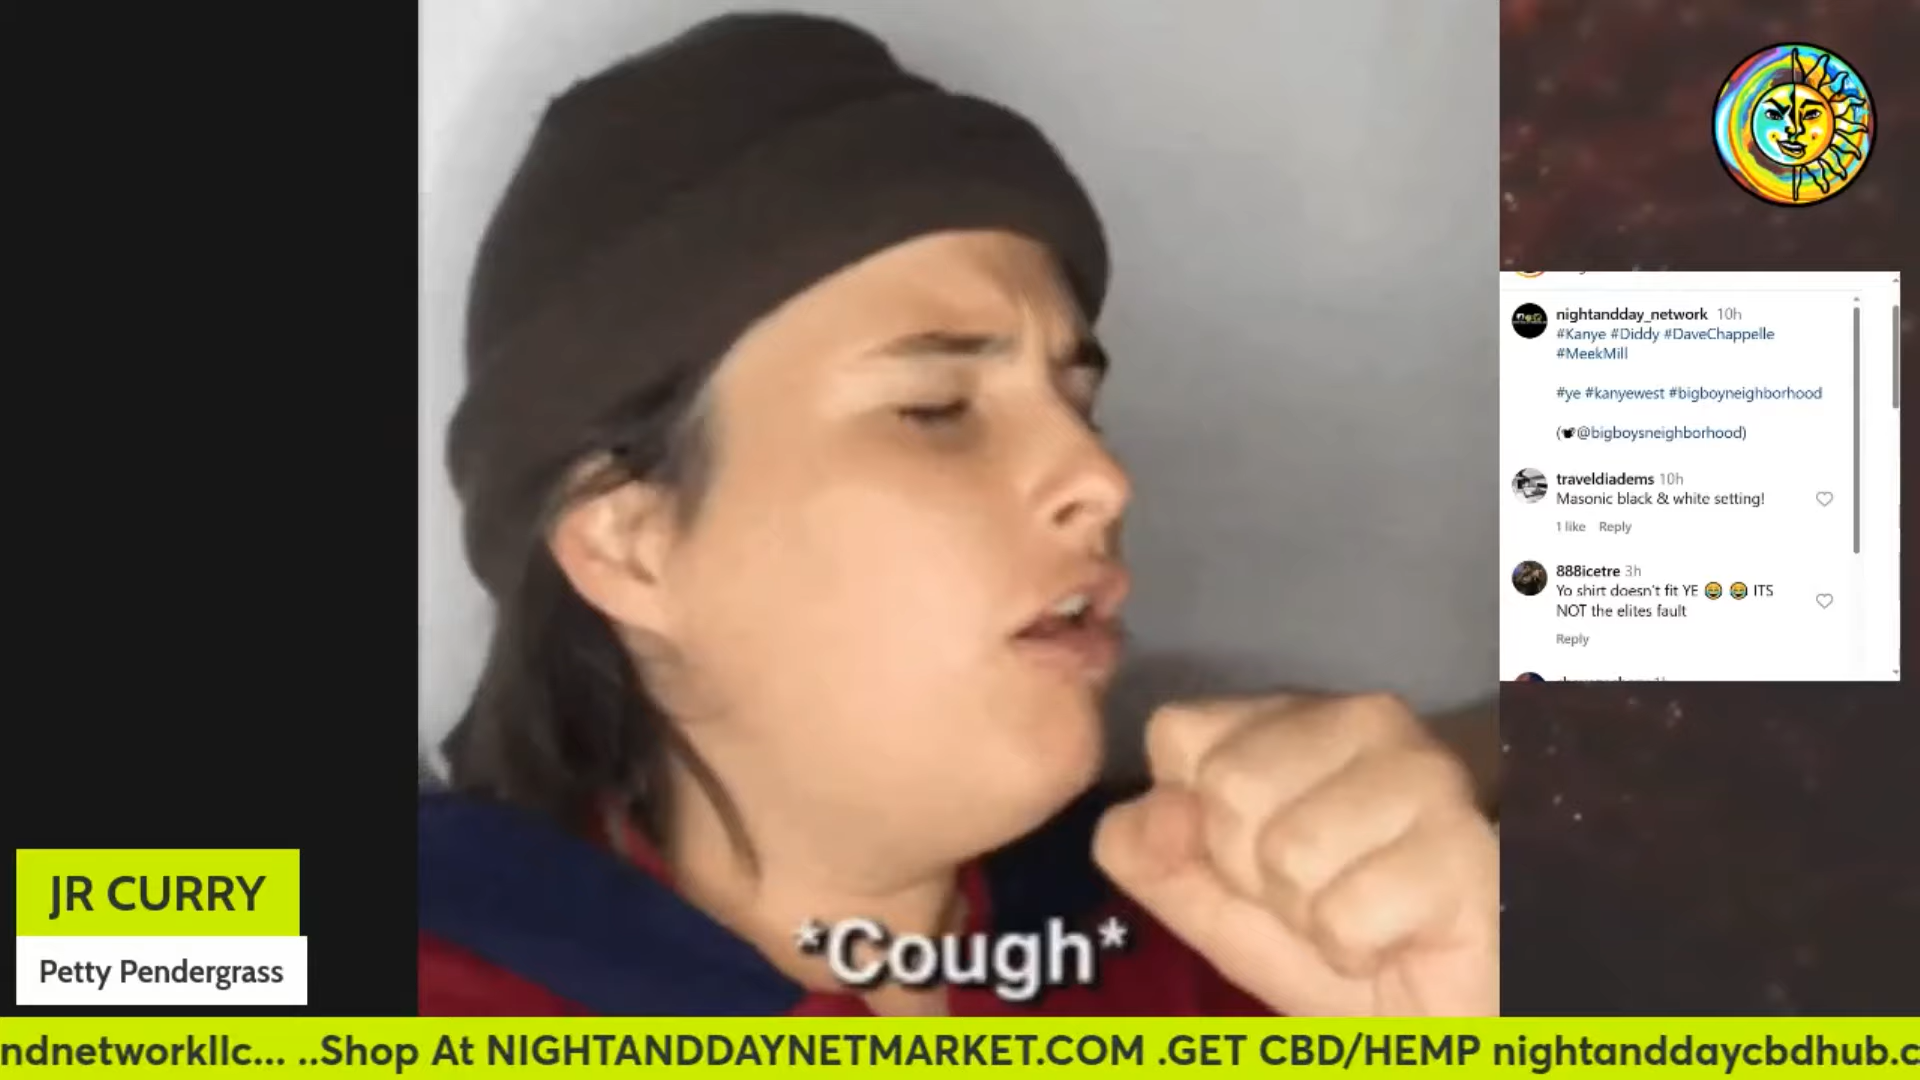 nightandday_network 10h
#Kanye #Diddy #DaveChappelle
#MeekMill
#ye #kanyewest #bigboyneighborhood
(@bigboysneighborhood)
traveldiadems 10h
Masonic black & white setting!
1 like Reply
888icetre 3h
Yo shirt doesn't fit YE 😂 😂 ITS
NOT the elites fault
Reply
JR CURRY
Petty Pendergrass
*Cough*
ndnetworkllc... ..Shop At NIGHTANDDAYNETMARKET.COM .GET CBD/HEMP nightanddaycbdhub.c